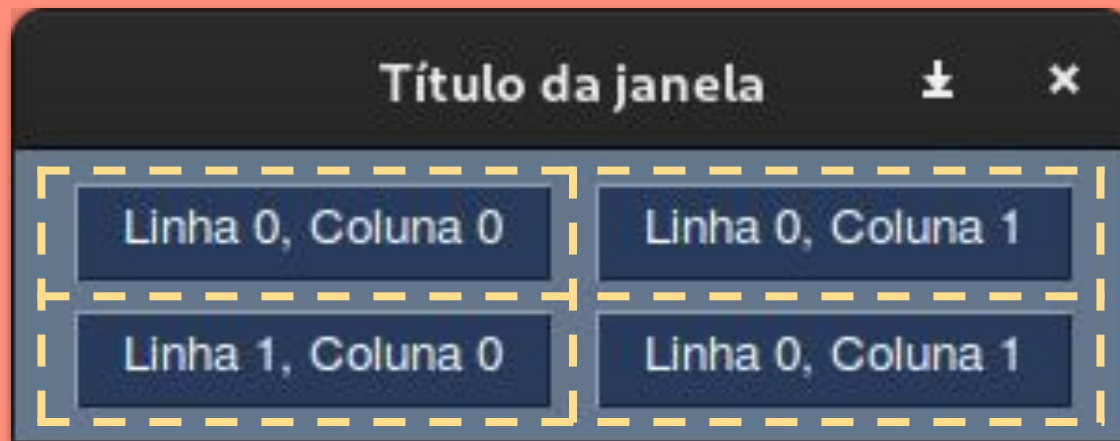 Título da janela
Linha 0, Coluna 0 Linha 0, Coluna 1
Linha 1, Coluna 0 Linha 0, Coluna 1